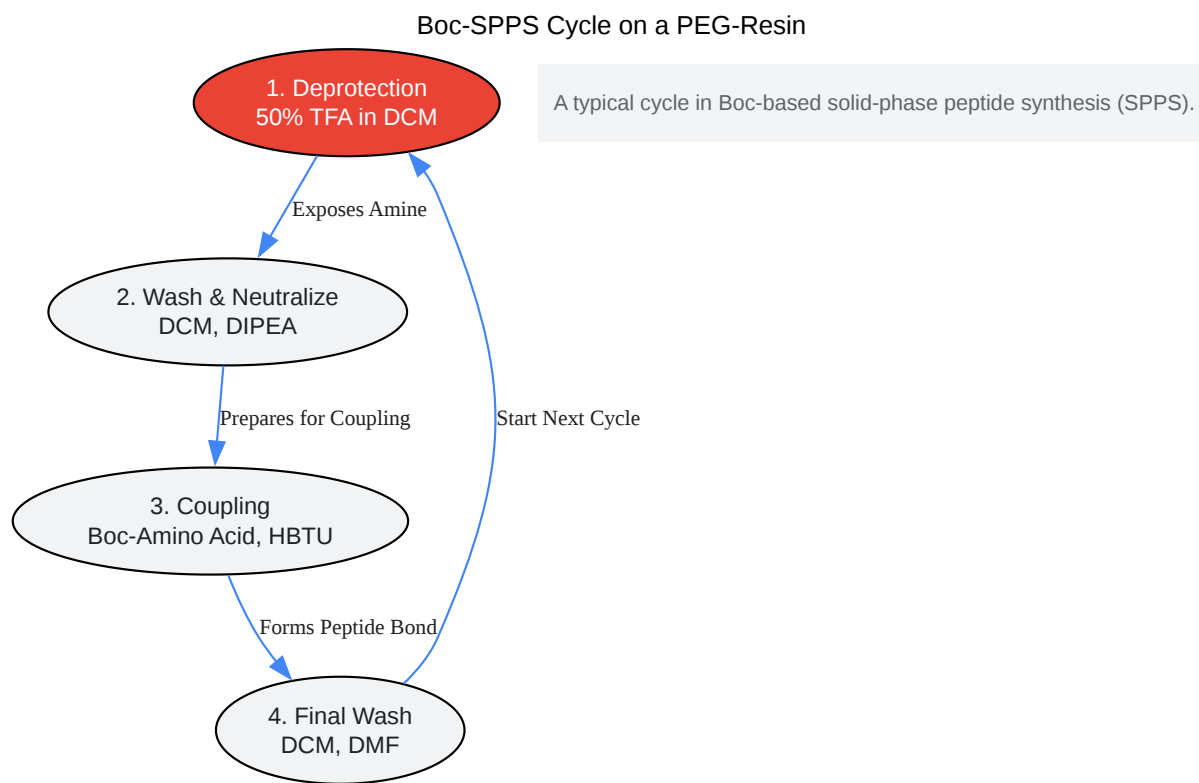 Boc-SPPS Cycle on a PEG-Resin
1. Deprotection
50% TFA in DCM
A typical cycle in Boc-based solid-phase peptide synthesis (SPPS).
Exposes Amine
2. Wash & Neutralize
DCM, DIPEA
Prepares for Coupling
Start Next Cycle
3. Coupling
Boc-Amino Acid, HBTU
Forms Peptide Bond
4. Final Wash
DCM, DMF